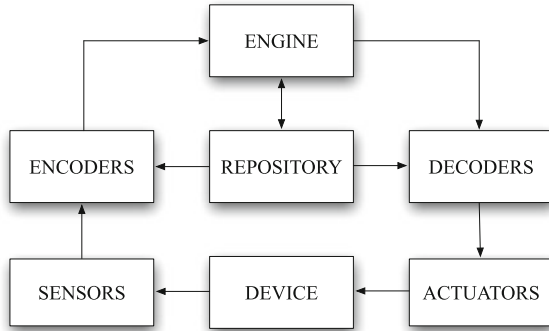 ENGINE
ENCODERS
REPOSITORY
DECODERS
SENSORS
DEVICE
ACTUATORS